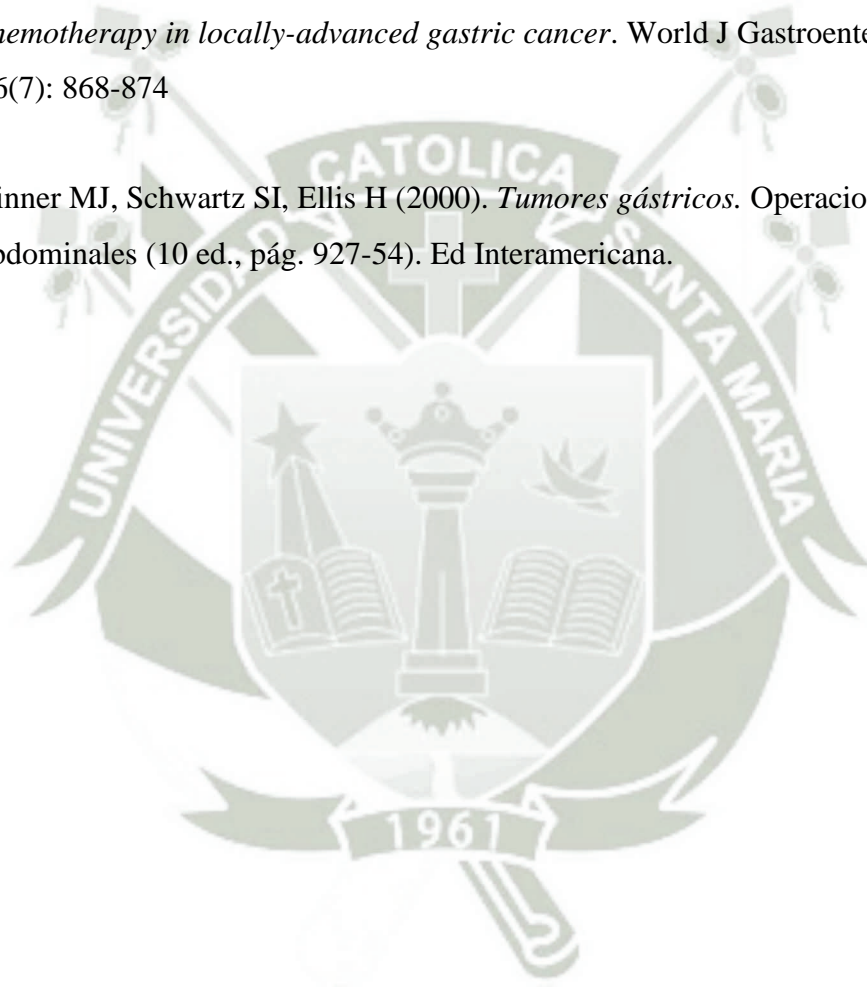 hemotherapy in locally-advanced gastric cancer. World J Gastroente
6(7): 868-874
inner MJ, Schwartz SI, Ellis H (2000). Tumores gástricos. Operacio
bdominales (10 ed., pág. 927-54). Ed Interamericana.
UNIVERSIDAD CATOLICA SANTA MARIA
1961